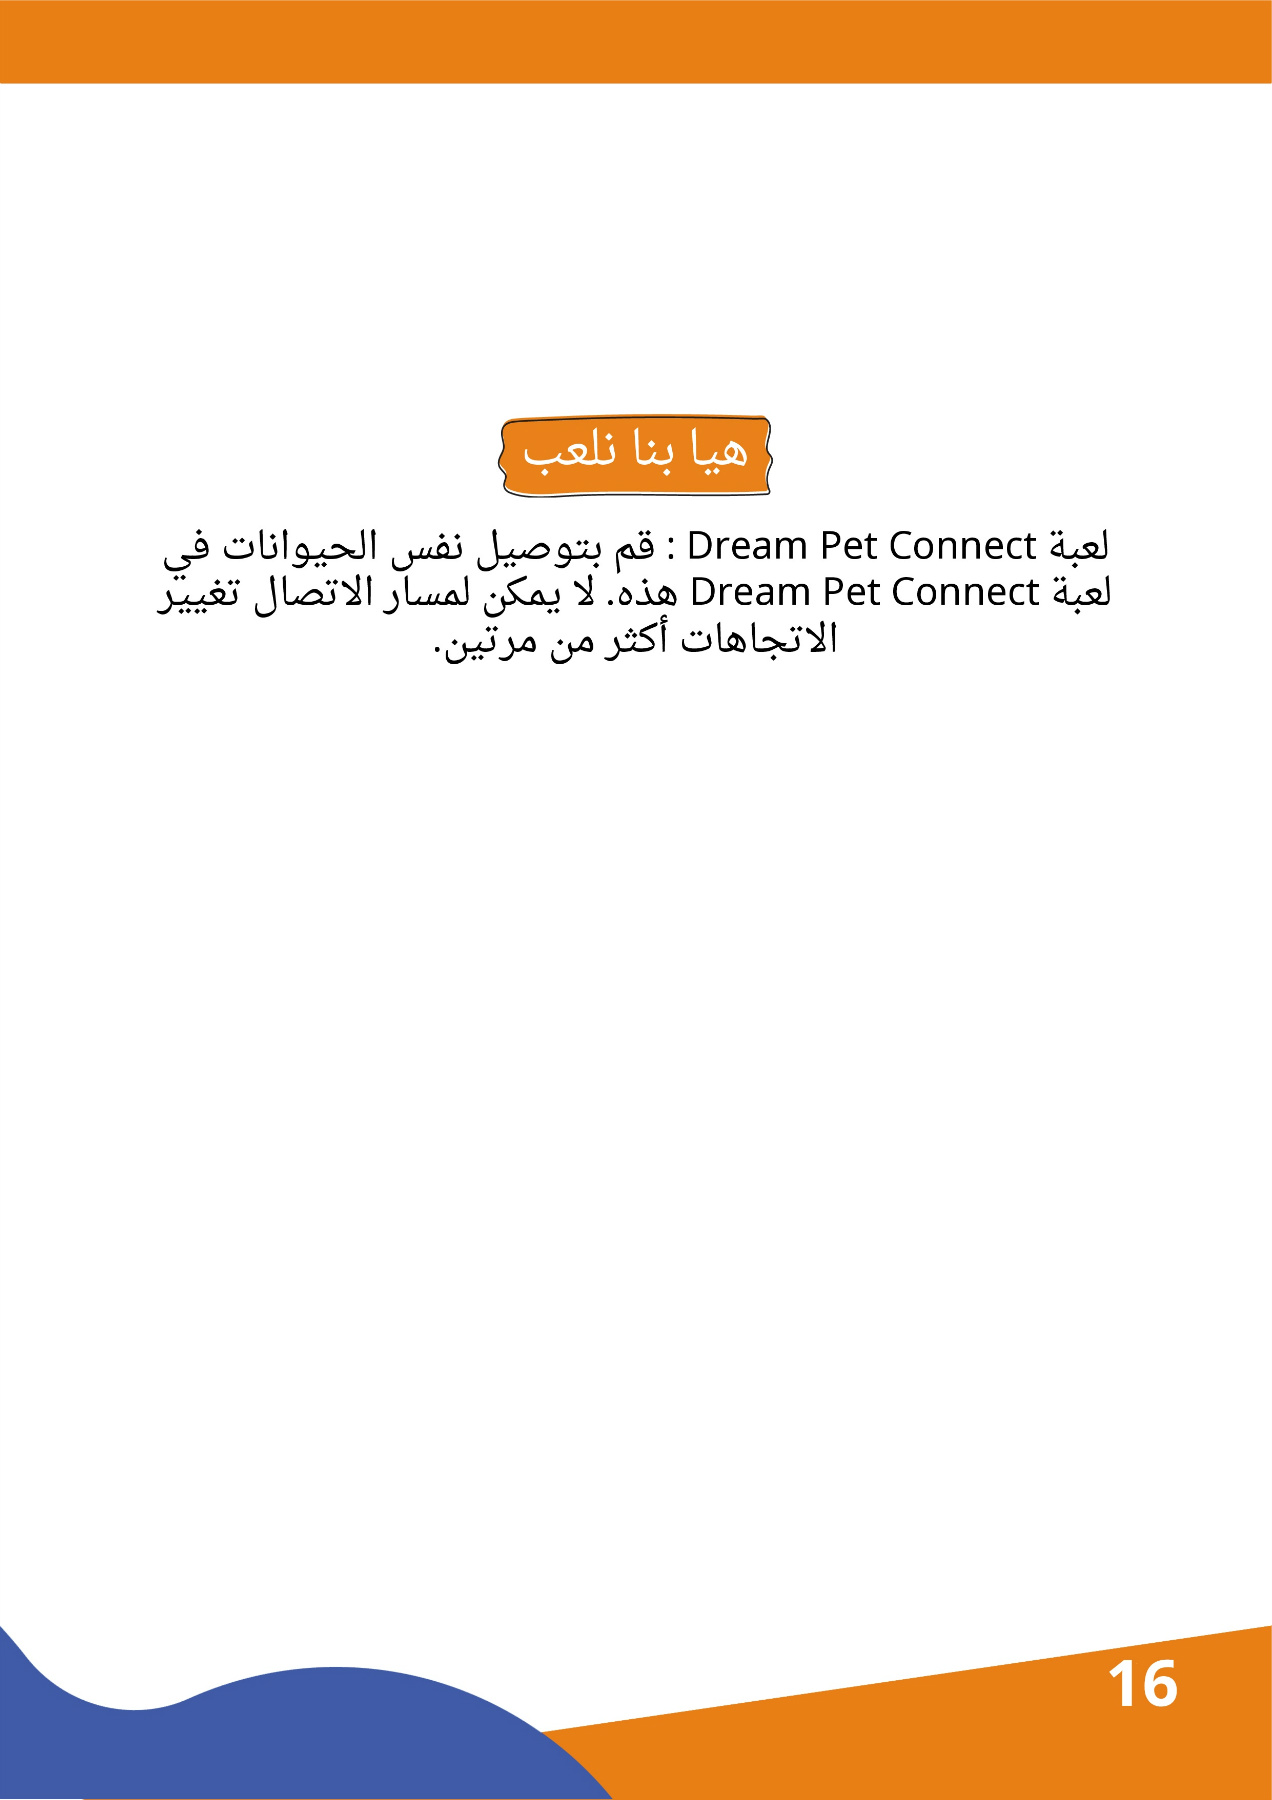 هيا بنا نلعب
لعبة Dream Pet Connect : قم بتوصيل نفس الحيوانات في
لعبة Dream Pet Connect هذه. لا يمكن لمسار الاتصال تغيير
الاتجاهات أكثر من مرتين.
16